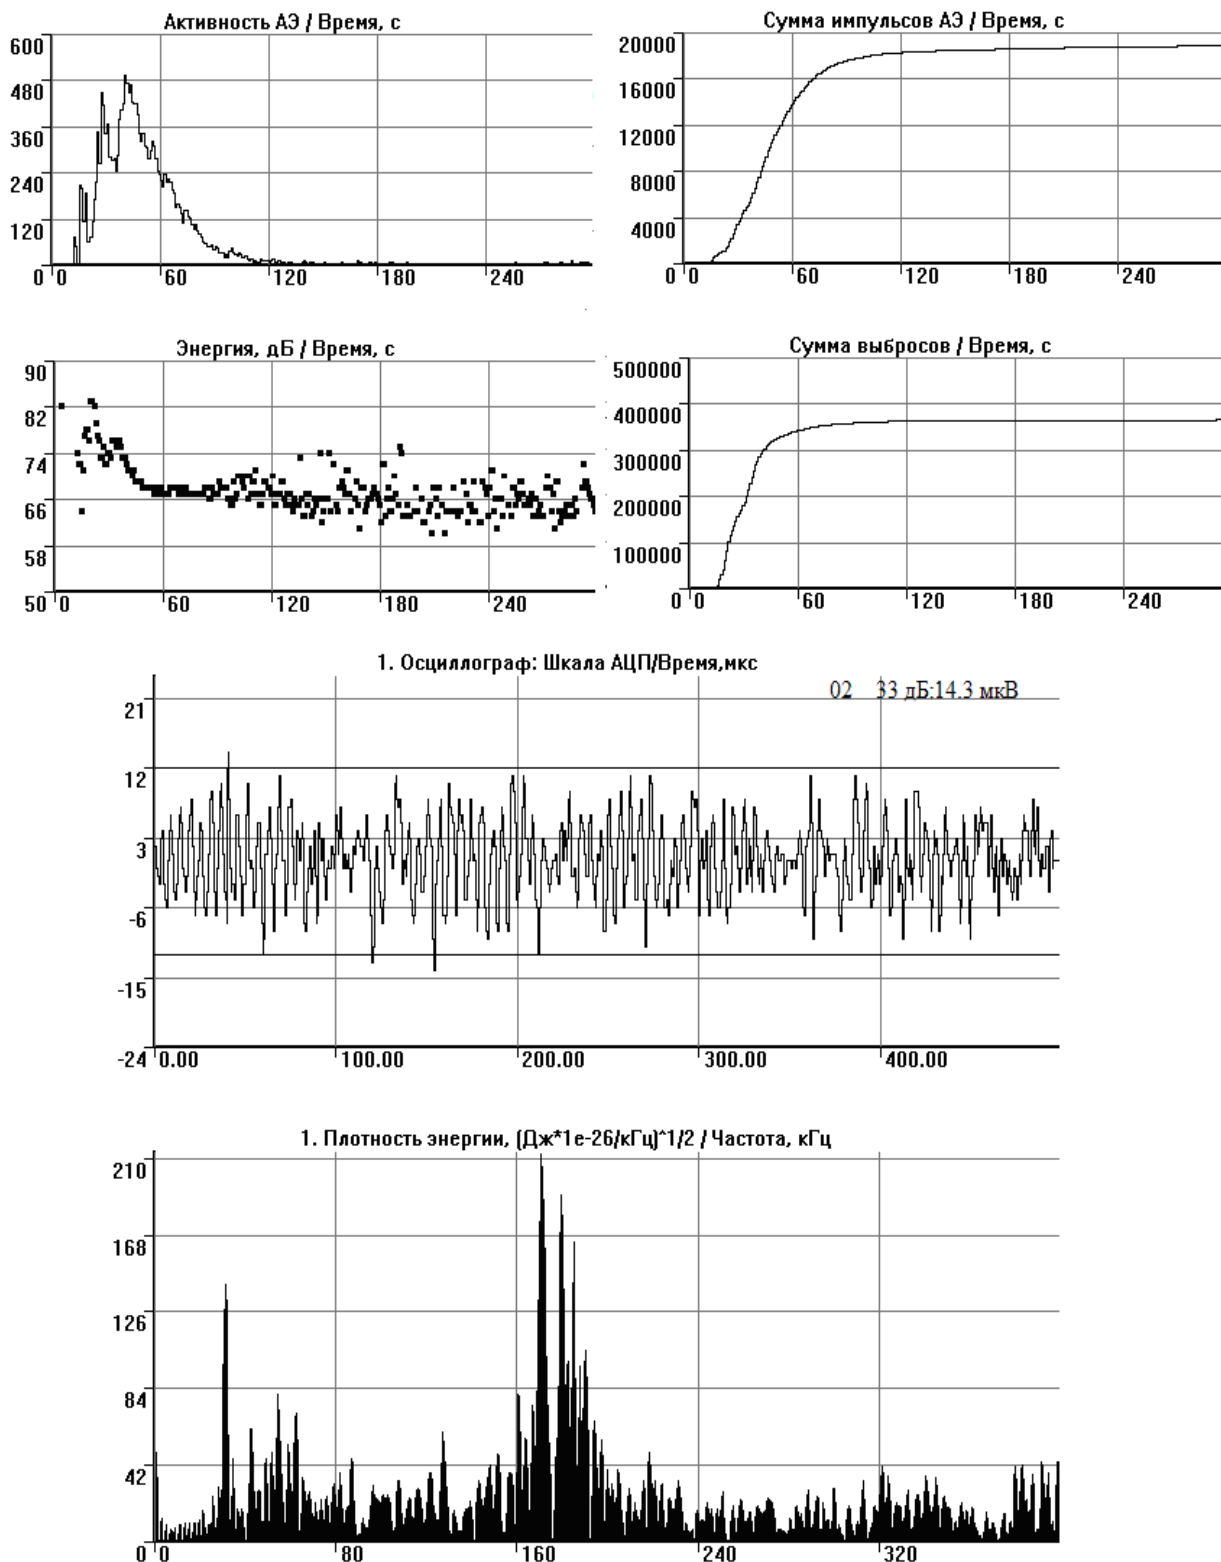 Активность АЭ / Время, с
600
480
360
240
120
0 0 60 120 180 240
Сумма импульсов АЭ / Время, с
20000
16000
12000
8000
4000
0 0 60 120 180 240
Энергия, дБ / Время, с
90
82
74
66
58
50 0 60 120 180 240
Сумма выбросов / Время, с
500000
400000
300000
200000
100000
0 0 60 120 180 240
1. Осциллограф: Шкала АЦП/Время,мкс
02 33 дБ:14.3 мкВ
21
12
3
-6
-15
-24 0.00 100.00 200.00 300.00 400.00
1. Плотность энергии, (Дж*1e-26/кГц)^1/2 / Частота, кГц
210
168
126
84
42
0 0 80 160 240 320